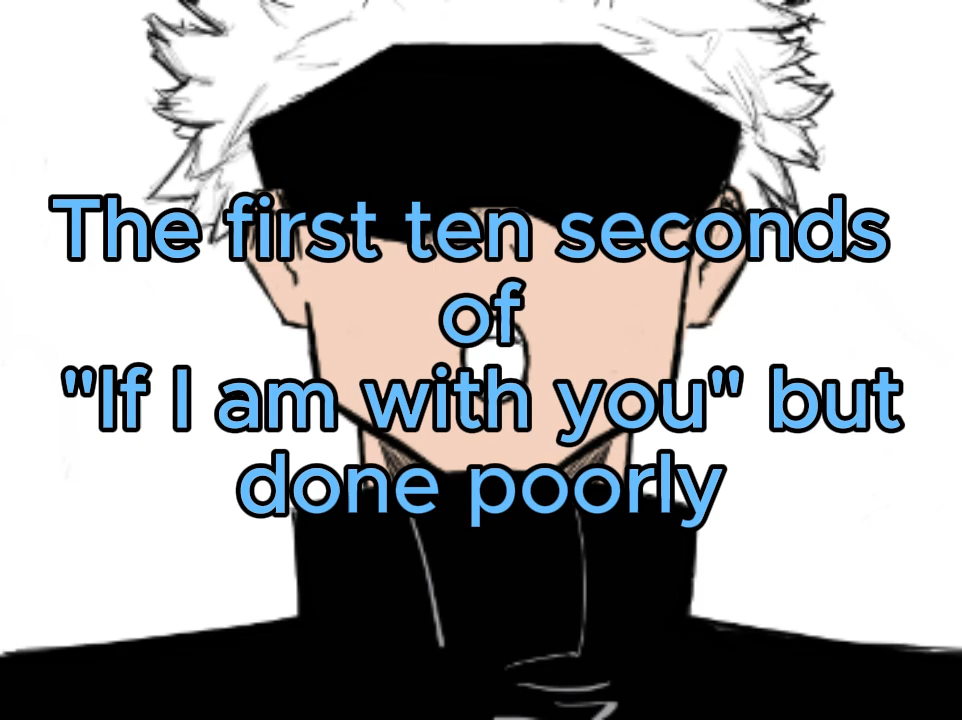 The first ten seconds
of
"If I am with you" but
done poorly